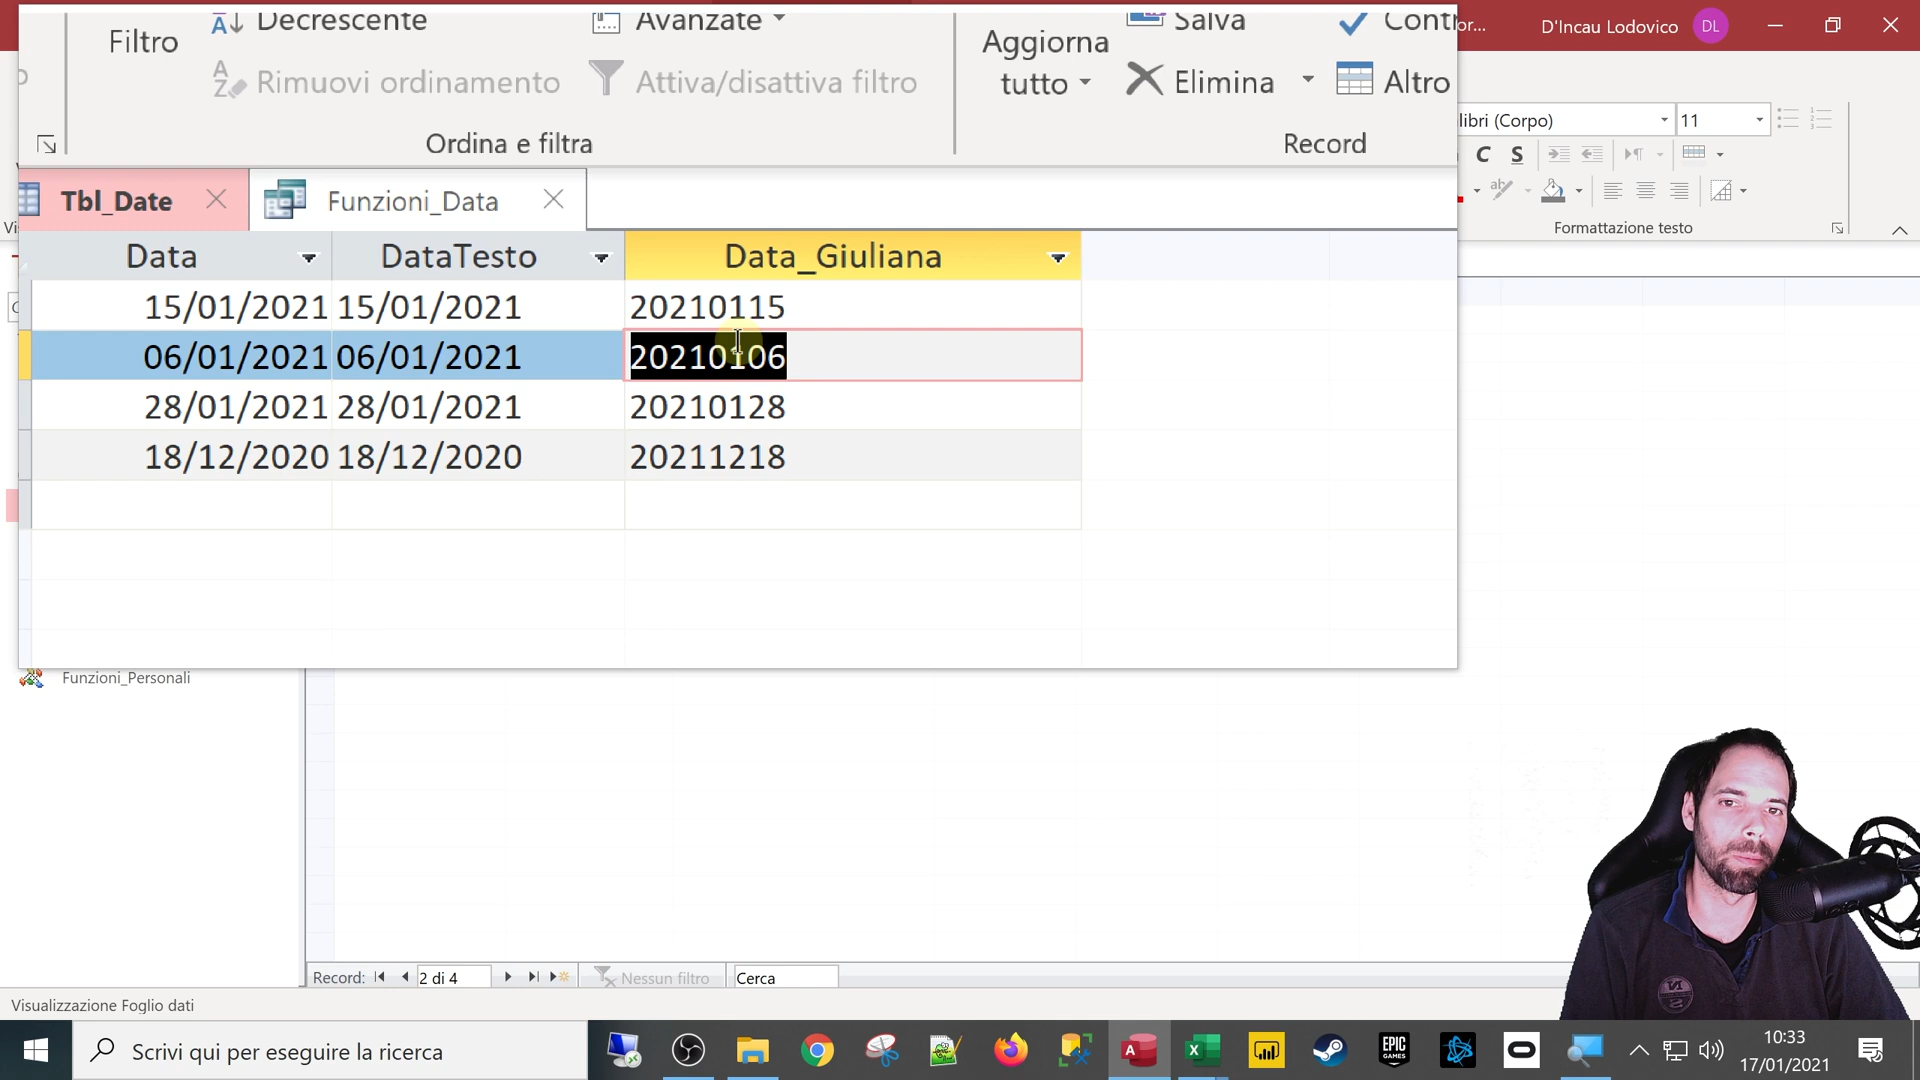 Decrescente
Avanzate
Salva
D'Incau Lodovico
DL
Filtro
Aggiorna
tutto
Rimuovi ordinamento
Attiva/disattiva filtro
Elimina
Altro
libri (Corpo)
11
C S
Ordina e filtra
Record
Tbl_Date
Funzioni_Data
Formattazione testo
Data
DataTesto
Data_Giuliana
15/01/2021 15/01/2021 20210115
06/01/2021 06/01/2021 20210106
28/01/2021 28/01/2021 20210128
18/12/2020 18/12/2020 20211218
Funzioni_Personali
Record: 2 di 4 Nessun filtro Cerca
Visualizzazione Foglio dati
Scrivi qui per eseguire la ricerca
EPIC
GAMES
10:33
17/01/2021